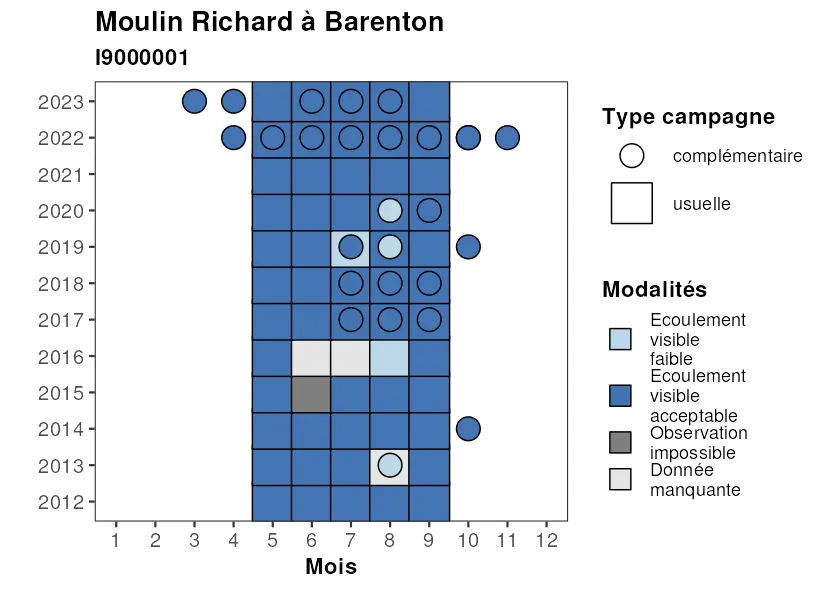 Moulin Richard à Barenton
I9000001
2023
2022
2021
2020
2019
2018
2017
2016
2015
2014
2013
2012
1 2 3 4 5 6 7 8 9 10 11 12
Mois
Type campagne
complémentaire
usuelle
Modalités
Ecoulement
visible
faible
Ecoulement
visible
acceptable
Observation
impossible
Donnée
manquante